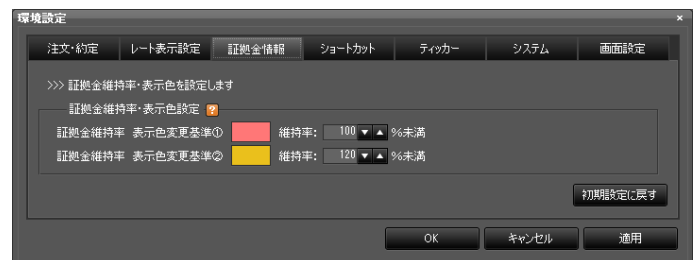 環境設定 ×
注文・約定 レート表示設定 証拠金情報 ショートカット ティッカー システム 画面設定
>>> 証拠金維持率・表示色を設定します
証拠金維持率・表示色設定 ?
証拠金維持率 表示色変更基準① 維持率: 100 ▼ ▲ %未満
証拠金維持率 表示色変更基準② 維持率: 120 ▼ ▲ %未満
初期設定に戻す
OK キャンセル 適用